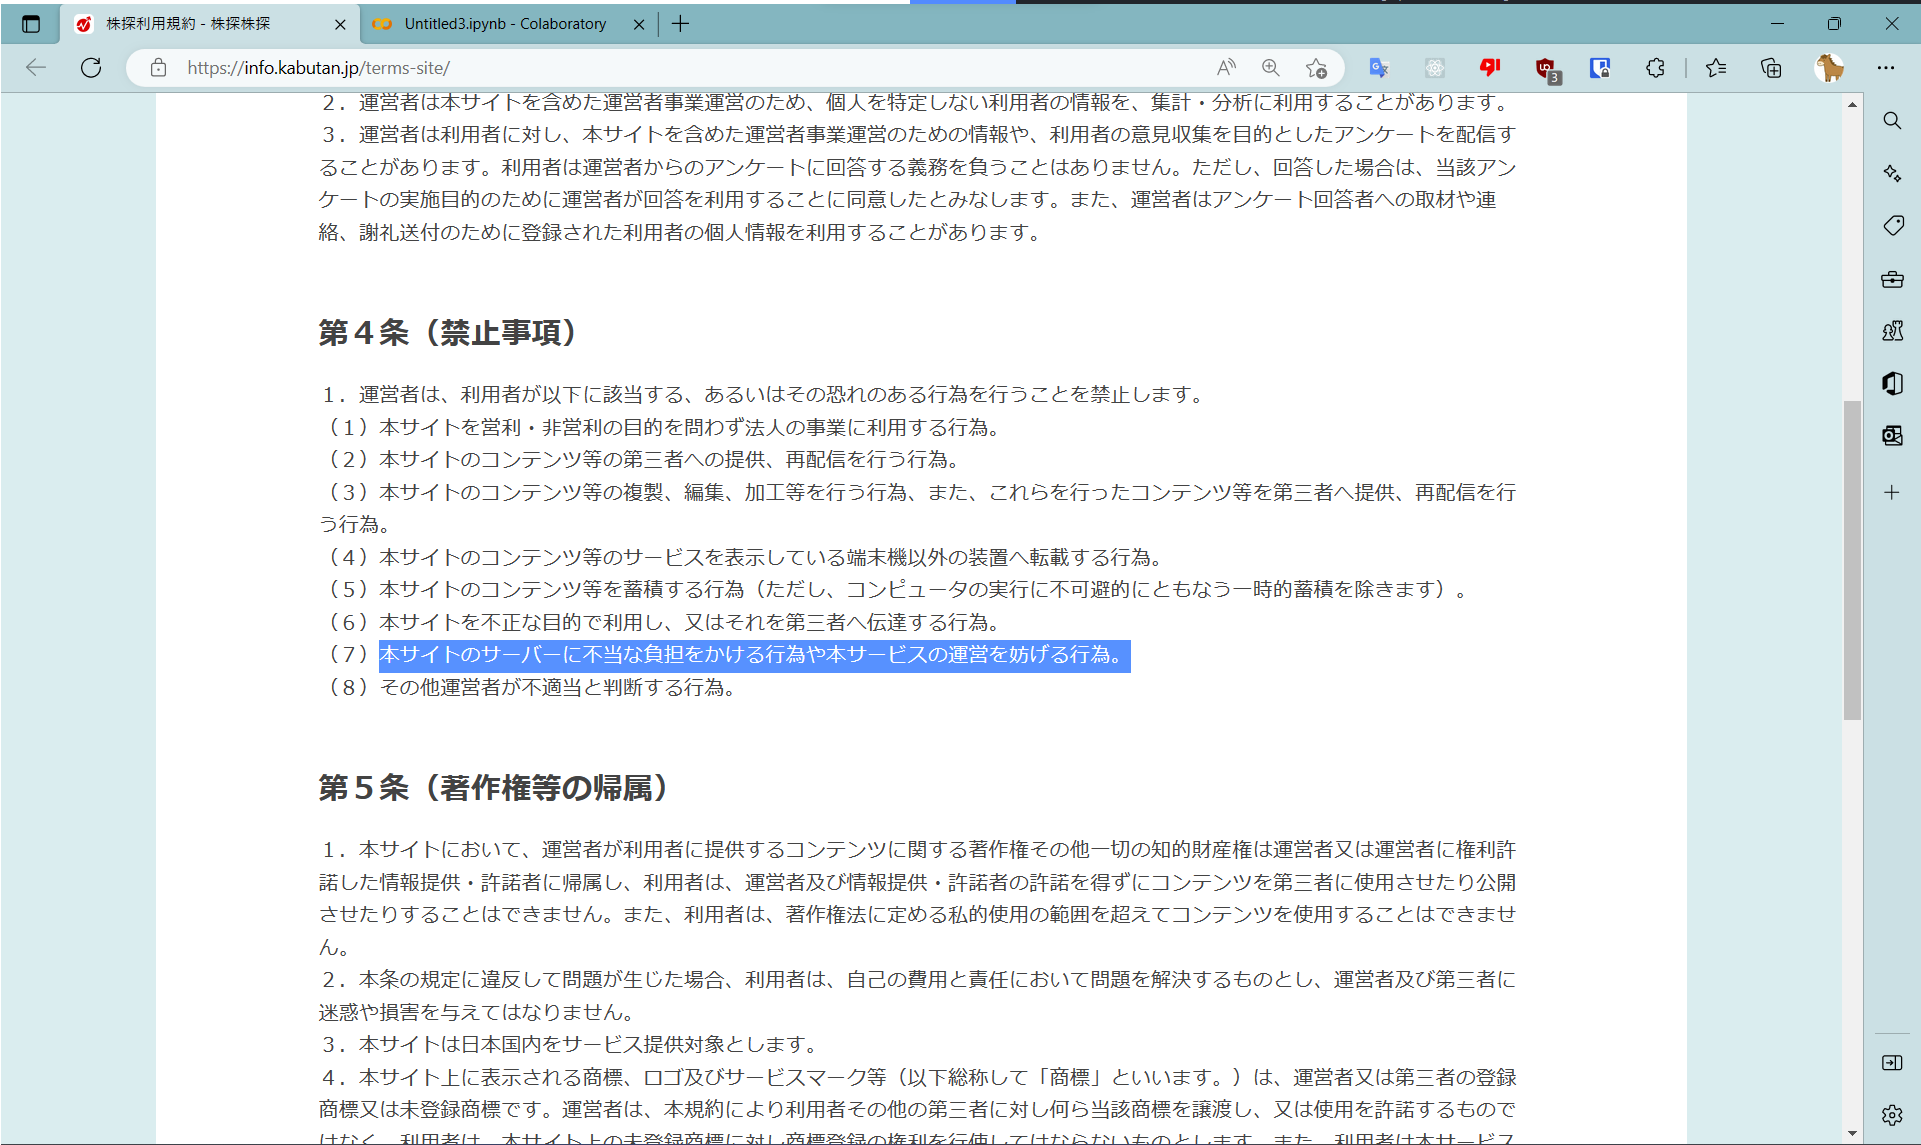 株探利用規約 - 株探株探
Untitled3.ipynb - Colaboratory
https://info.kabutan.jp/terms-site/
3
２．運営者は本サイトを含めた運営者事業運営のため、個人を特定しない利用者の情報を、集計・分析に利用することがあります。
３．運営者は利用者に対し、本サイトを含めた運営者事業運営のための情報や、利用者の意見収集を目的としたアンケートを配信す
ることがあります。利用者は運営者からのアンケートに回答する義務を負うことはありません。ただし、回答した場合は、当該アン
ケートの実施目的のために運営者が回答を利用することに同意したとみなします。また、運営者はアンケート回答者への取材や連
絡、謝礼送付のために登録された利用者の個人情報を利用することがあります。
第４条（禁止事項）
１．運営者は、利用者が以下に該当する、あるいはその恐れのある行為を行うことを禁止します。
（１）本サイトを営利・非営利の目的を問わず法人の事業に利用する行為。
（２）本サイトのコンテンツ等の第三者への提供、再配信を行う行為。
（３）本サイトのコンテンツ等の複製、編集、加工等を行う行為、また、これらを行ったコンテンツ等を第三者へ提供、再配信を行
う行為。
（４）本サイトのコンテンツ等のサービスを表示している端末機以外の装置へ転載する行為。
（５）本サイトのコンテンツ等を蓄積する行為（ただし、コンピュータの実行に不可避的にともなう一時的蓄積を除きます）。
（６）本サイトを不正な目的で利用し、又はそれを第三者へ伝達する行為。
（７）本サイトのサーバーに不当な負担をかける行為や本サービスの運営を妨げる行為。
（８）その他運営者が不適当と判断する行為。
第５条（著作権等の帰属）
１．本サイトにおいて、運営者が利用者に提供するコンテンツに関する著作権その他一切の知的財産権は運営者又は運営者に権利許
諾した情報提供・許諾者に帰属し、利用者は、運営者及び情報提供・許諾者の許諾を得ずにコンテンツを第三者に使用させたり公開
させたりすることはできません。また、利用者は、著作権法に定める私的使用の範囲を超えてコンテンツを使用することはできませ
ん。
２．本条の規定に違反して問題が生じた場合、利用者は、自己の費用と責任において問題を解決するものとし、運営者及び第三者に
迷惑や損害を与えてはなりません。
３．本サイトは日本国内をサービス提供対象とします。
４．本サイト上に表示される商標、ロゴ及びサービスマーク等（以下総称して「商標」といいます。）は、運営者又は第三者の登録
商標又は未登録商標です。運営者は、本規約により利用者その他の第三者に対し何ら当該商標を譲渡し、又は使用を許諾するもので
はなく、利用者は、本サイト上の未登録商標に対し商標登録の権利を行使してはならないものとします。また、利用者は本サービス